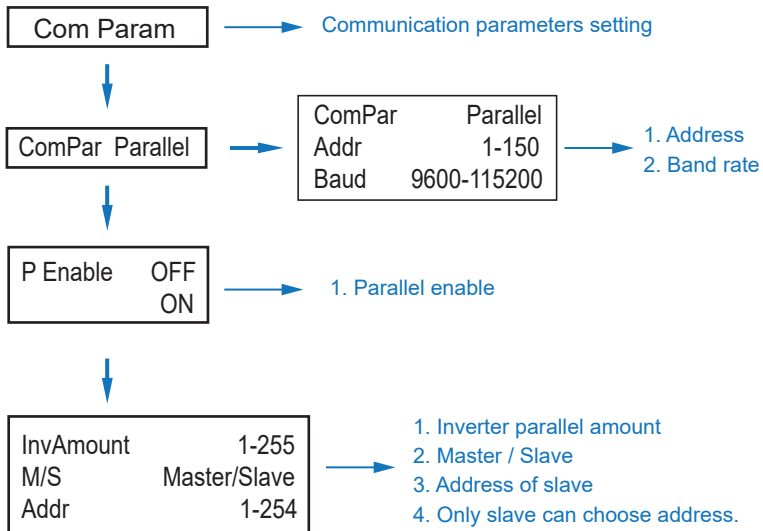 Com Param
Communication parameters setting
ComPar Parallel
ComPar Parallel
Addr 1-150
Baud 9600-115200
1. Address
2. Band rate
P Enable OFF
ON
1. Parallel enable
InvAmount 1-255
M/S Master/Slave
Addr 1-254
1. Inverter parallel amount
2. Master / Slave
3. Address of slave
4. Only slave can choose address.